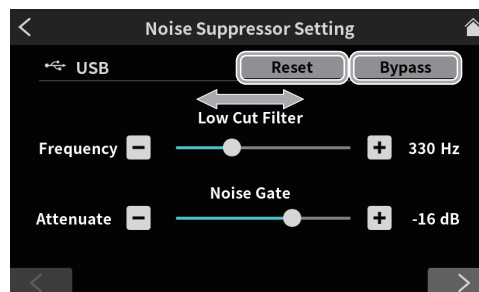 Noise Suppressor Setting
USB Reset Bypass
Low Cut Filter
Frequency − + 330 Hz
Noise Gate
Attenuate − + -16 dB